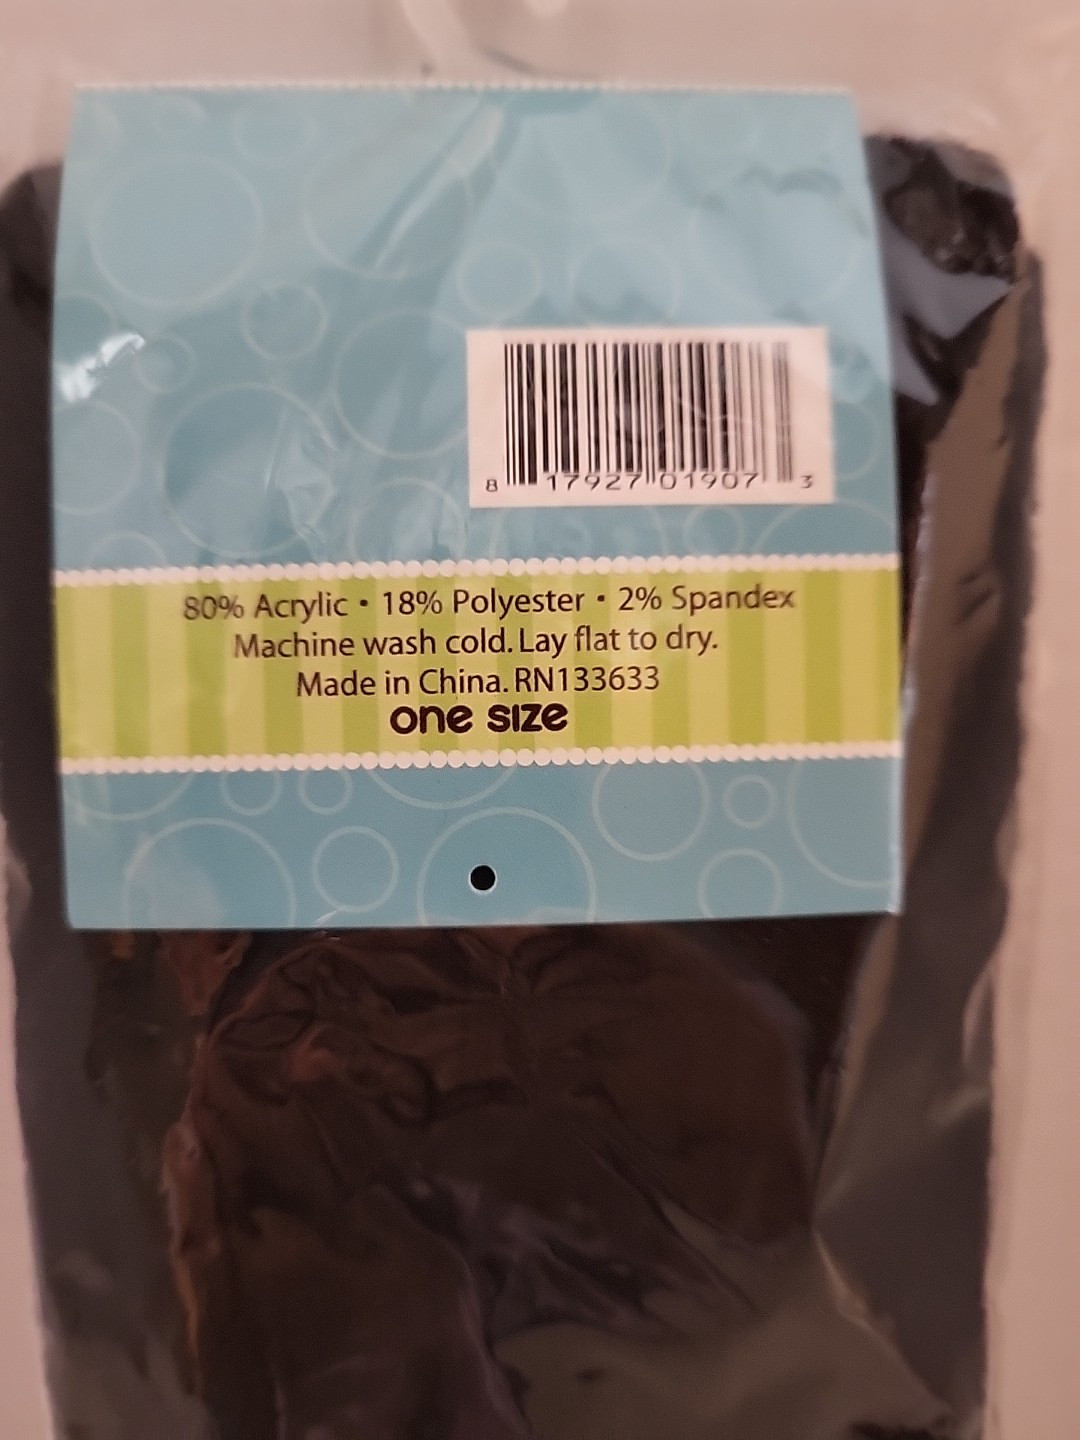 8 17927 01907 3
80% Acrylic • 18% Polyester • 2% Spandex
Machine wash cold. Lay flat to dry.
Made in China. RN133633
one size